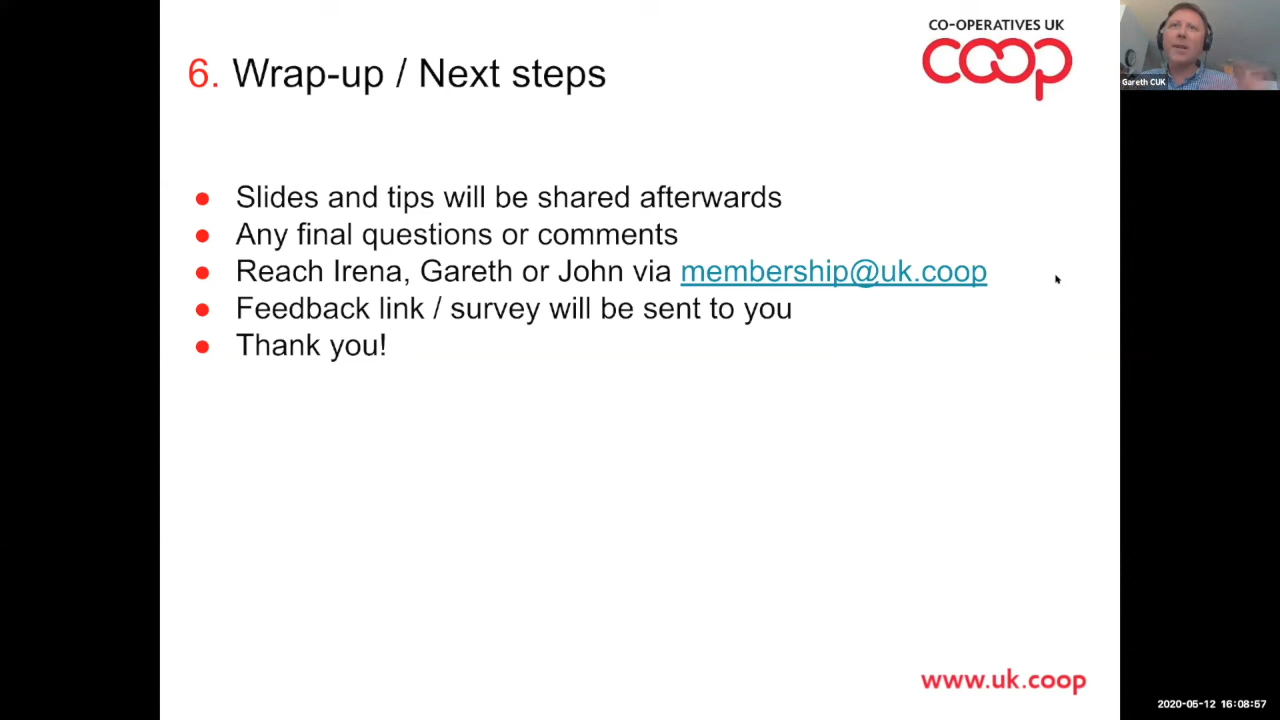 CO-OPERATIVES UK
coop
6. Wrap-up / Next steps
Gareth CUK
● Slides and tips will be shared afterwards
● Any final questions or comments
● Reach Irena, Gareth or John via membership@uk.coop
● Feedback link / survey will be sent to you
● Thank you!
www.uk.coop
2020-05-12 16:08:57